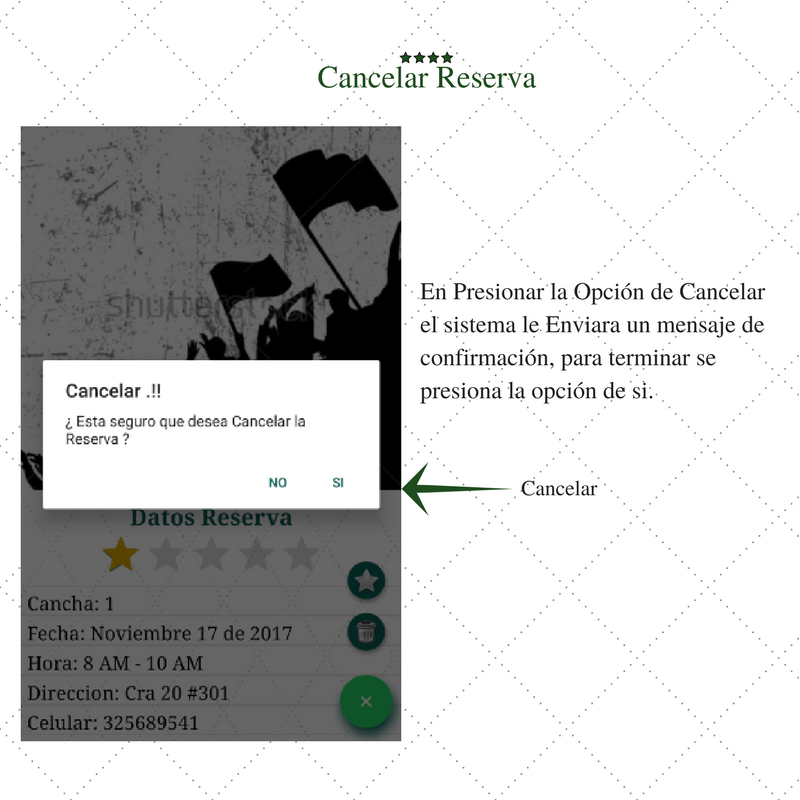 Cancelar Reserva
shutterstock
En Presionar la Opción de Cancelar
el sistema le Enviara un mensaje de
confirmación, para terminar se
presiona la opción de si.
Cancelar .!!
¿ Esta seguro que desea Cancelar la
Reserva ?
NO SI
Cancelar
Datos Reserva
Cancha: 1
Fecha: Noviembre 17 de 2017
Hora: 8 AM - 10 AM
Direccion: Cra 20 #301
Celular: 325689541